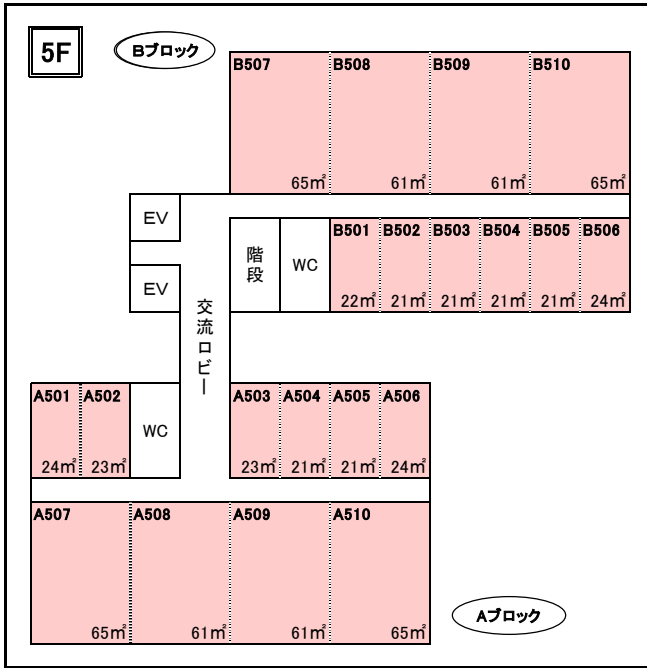 5F
Bブロック
B507 B508 B509 B510
65㎡ 61㎡ 61㎡ 65㎡
EV
階段
WC
B501 B502 B503 B504 B505 B506
22㎡ 21㎡ 21㎡ 21㎡ 21㎡ 24㎡
EV
交流ロビー
A501 A502
WC
A503 A504 A505 A506
24㎡ 23㎡
23㎡ 21㎡ 21㎡ 24㎡
A507 A508 A509 A510
65㎡ 61㎡ 61㎡ 65㎡
Aブロック